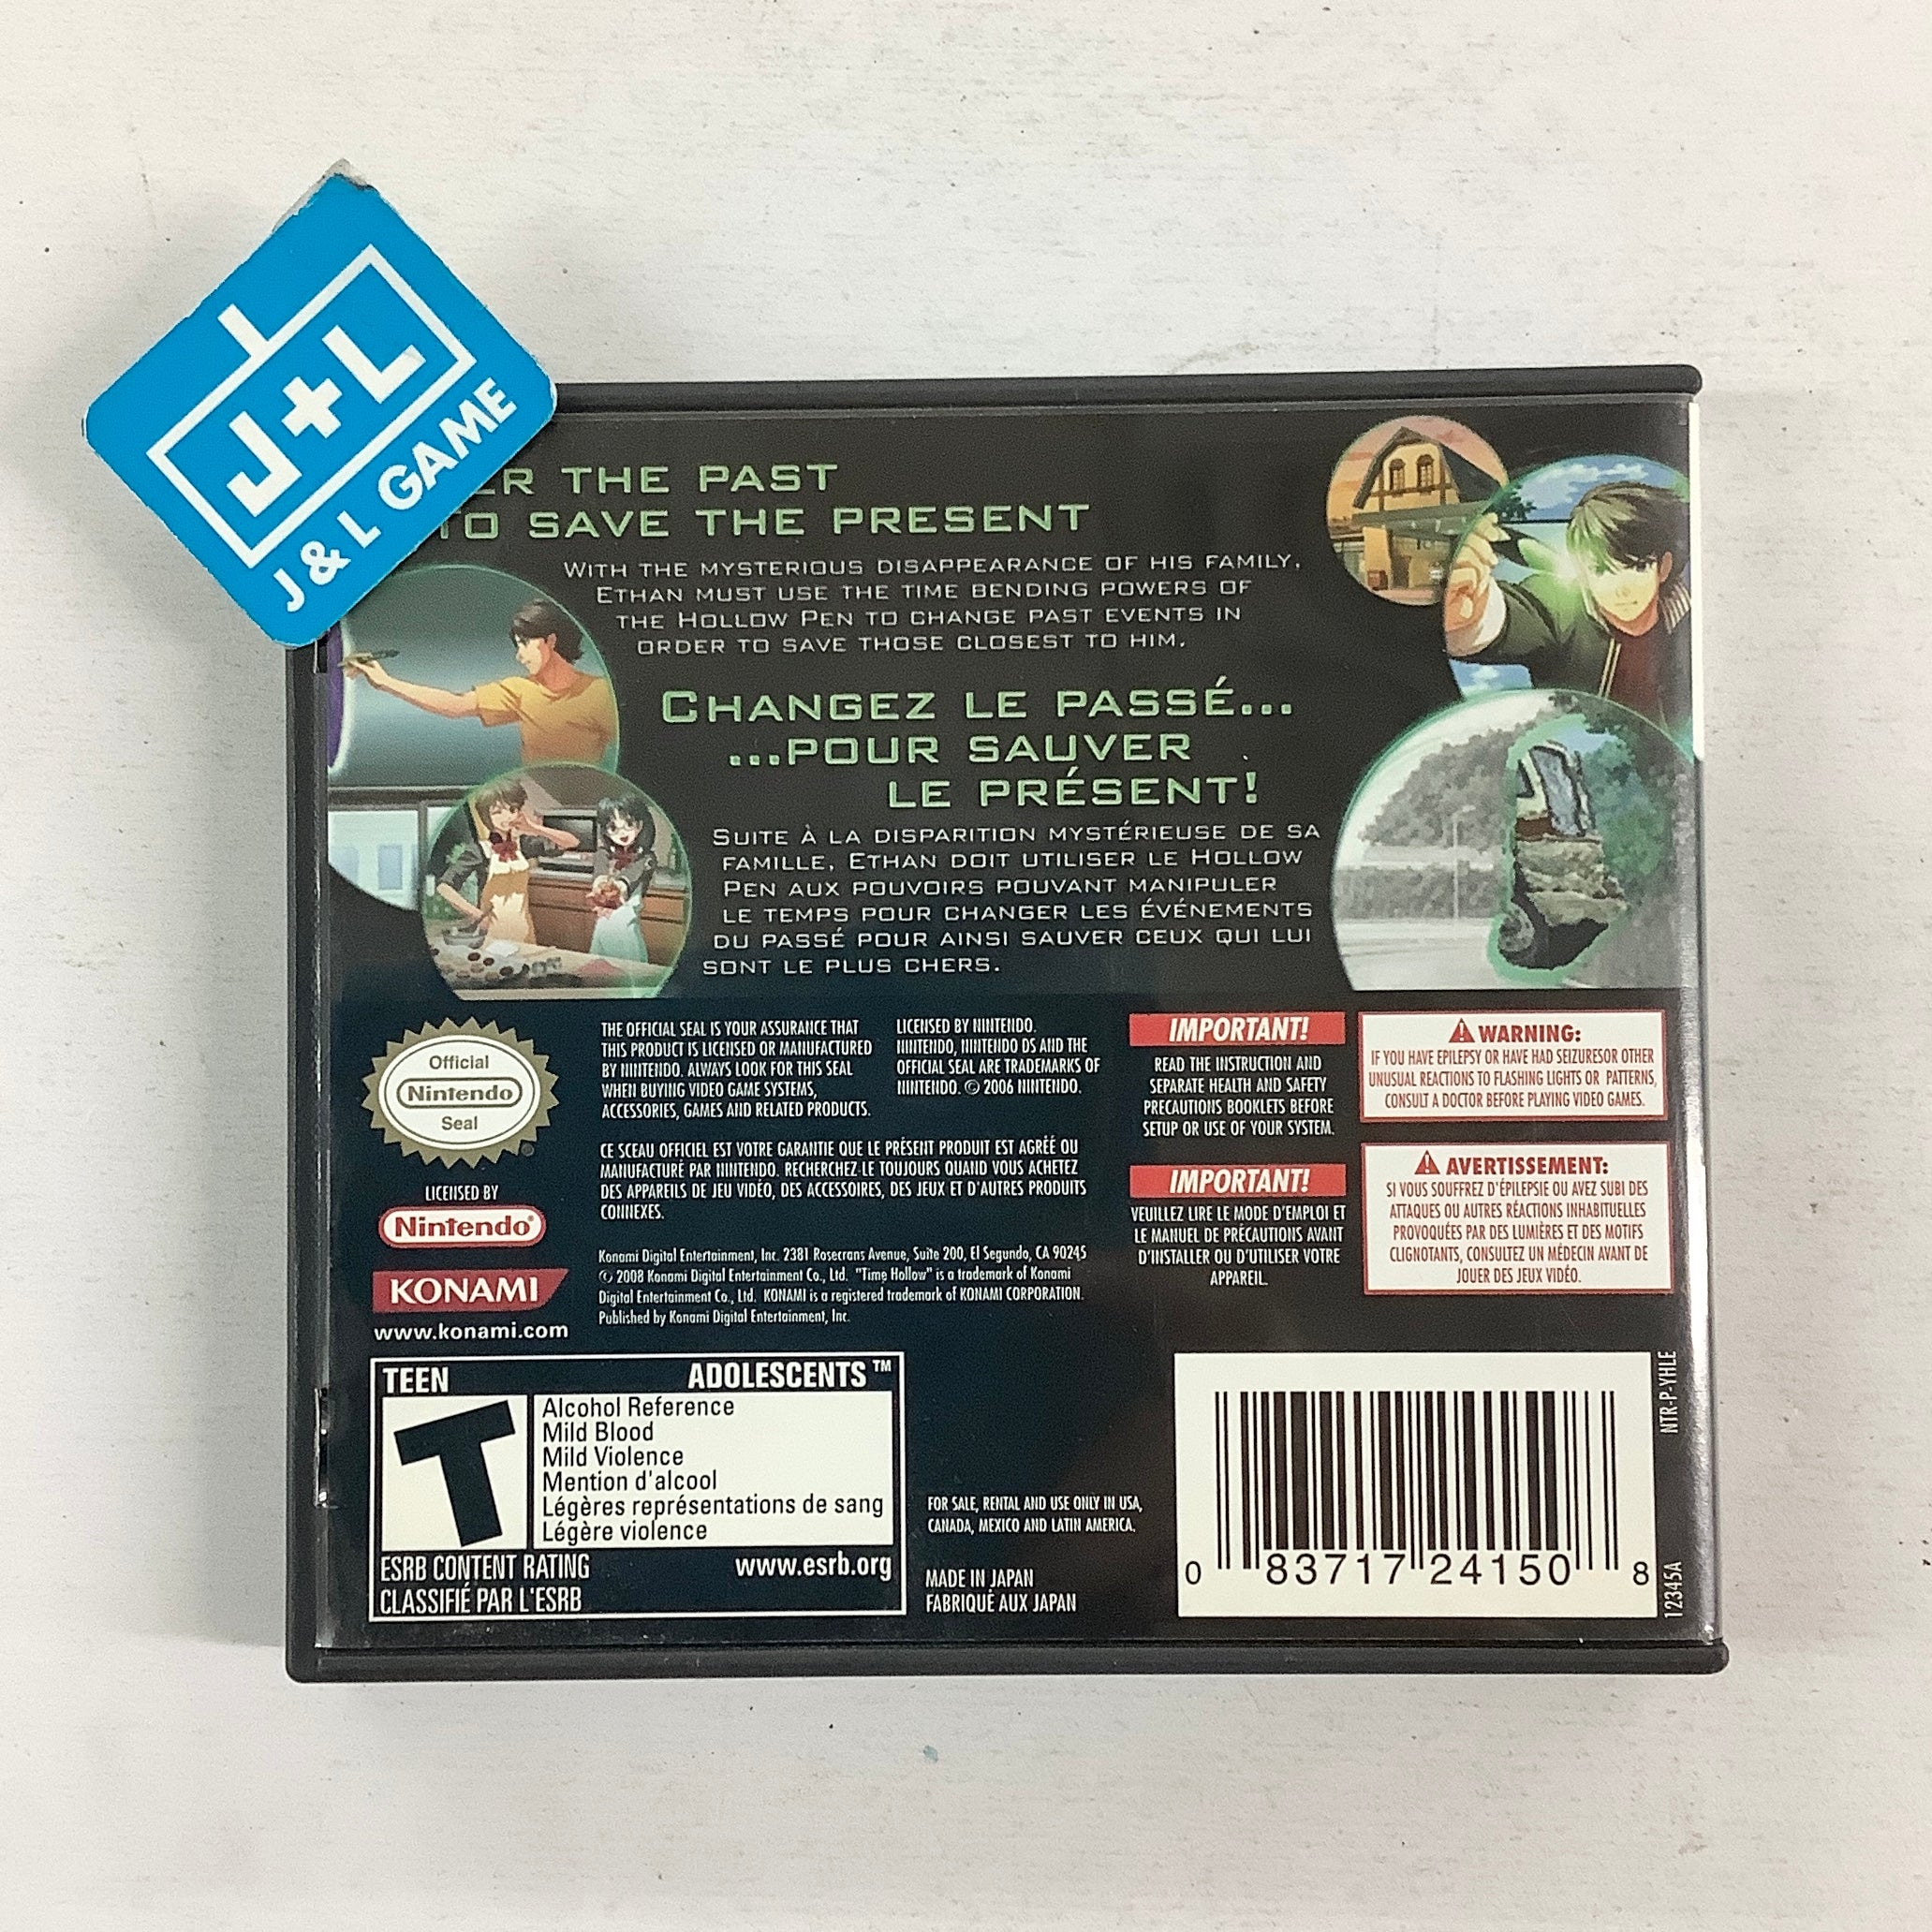 J+L
J & L GAME
THE PAST
TO SAVE THE PRESENT
WITH THE MYSTERIOUS DISAPPEARANCE OF HIS FAMILY,
ETHAN MUST USE THE TIME BENDING POWERS OF
THE HOLLOW PEN TO CHANGE PAST EVENTS IN
ORDER TO SAVE THOSE CLOSEST TO HIM.
CHANGEZ LE PASSÉ...
...POUR SAUVER
LE PRÉSENT!
SUITE À LA DISPARITION MYSTÉRIEUSE DE SA
FAMILLE, ETHAN DOIT UTILISER LE HOLLOW
PEN AUX POUVOIRS POUVANT MANIPULER
LE TEMPS POUR CHANGER LES ÉVÉNEMENTS
DU PASSÉ POUR AINSI SAUVER CEUX QUI LUI
SONT LE PLUS CHERS.
Official
Nintendo
Seal
LICENSED BY
Nintendo®
KONAMI
www.konami.com
THE OFFICIAL SEAL IS YOUR ASSURANCE THAT
THIS PRODUCT IS LICENSED OR MANUFACTURED
BY NINTENDO. ALWAYS LOOK FOR THIS SEAL
WHEN BUYING VIDEO GAME SYSTEMS,
ACCESSORIES, GAMES AND RELATED PRODUCTS.
LICENSED BY NINTENDO.
NINTENDO, NINTENDO DS AND THE
OFFICIAL SEAL ARE TRADEMARKS OF
NINTENDO. © 2006 NINTENDO.
CE SCEAU OFFICIEL EST VOTRE GARANTIE QUE LE PRÉSENT PRODUIT EST AGRÉÉ OU
MANUFACTURÉ PAR NINTENDO. RECHERCHEZ-LE TOUJOURS QUAND VOUS ACHETEZ
DES APPAREILS DE JEU VIDÉO, DES ACCESSOIRES, DES JEUX ET D'AUTRES PRODUITS
CONNEXES.
Konami Digital Entertainment, Inc. 2381 Rosecrans Avenue, Suite 200, El Segundo, CA 90245
© 2008 Konami Digital Entertainment Co., Ltd. "Time Hollow" is a trademark of Konami
Digital Entertainment Co., Ltd. KONAMI is a registered trademark of KONAMI CORPORATION.
Published by Konami Digital Entertainment, Inc.
IMPORTANT!
READ THE INSTRUCTION AND
SEPARATE HEALTH AND SAFETY
PRECAUTIONS BOOKLETS BEFORE
SETUP OR USE OF YOUR SYSTEM.
IMPORTANT!
VEUILLEZ LIRE LE MODE D'EMPLOI ET
LE MANUEL DE PRÉCAUTIONS AVANT
D'INSTALLER OU D'UTILISER VOTRE
APPAREIL.
WARNING:
IF YOU HAVE EPILEPSY OR HAVE HAD SEIZURESOR OTHER
UNUSUAL REACTIONS TO FLASHING LIGHTS OR PATTERNS,
CONSULT A DOCTOR BEFORE PLAYING VIDEO GAMES.
AVERTISSEMENT:
SI VOUS SOUFFREZ D'ÉPILEPSIE OU AVEZ SUBI DES
ATTAQUES OU AUTRES RÉACTIONS INHABITUELLES
PROVOQUÉES PAR DES LUMIÈRES ET DES MOTIFS
CLIGNOTANTS, CONSULTEZ UN MÉDECIN AVANT DE
JOUER DES JEUX VIDÉO.
TEEN ADOLESCENTS ™
T
Alcohol Reference
Mild Blood
Mild Violence
Mention d'alcool
Légères représentations de sang
Légère violence
ESRB CONTENT RATING www.esrb.org
CLASSIFIÉ PAR L'ESRB
FOR SALE, RENTAL AND USE ONLY IN USA,
CANADA, MEXICO AND LATIN AMERICA.
MADE IN JAPAN
FABRIQUÉ AUX JAPAN
0 83717 24150 8
NTR-P-YHLE
12345A